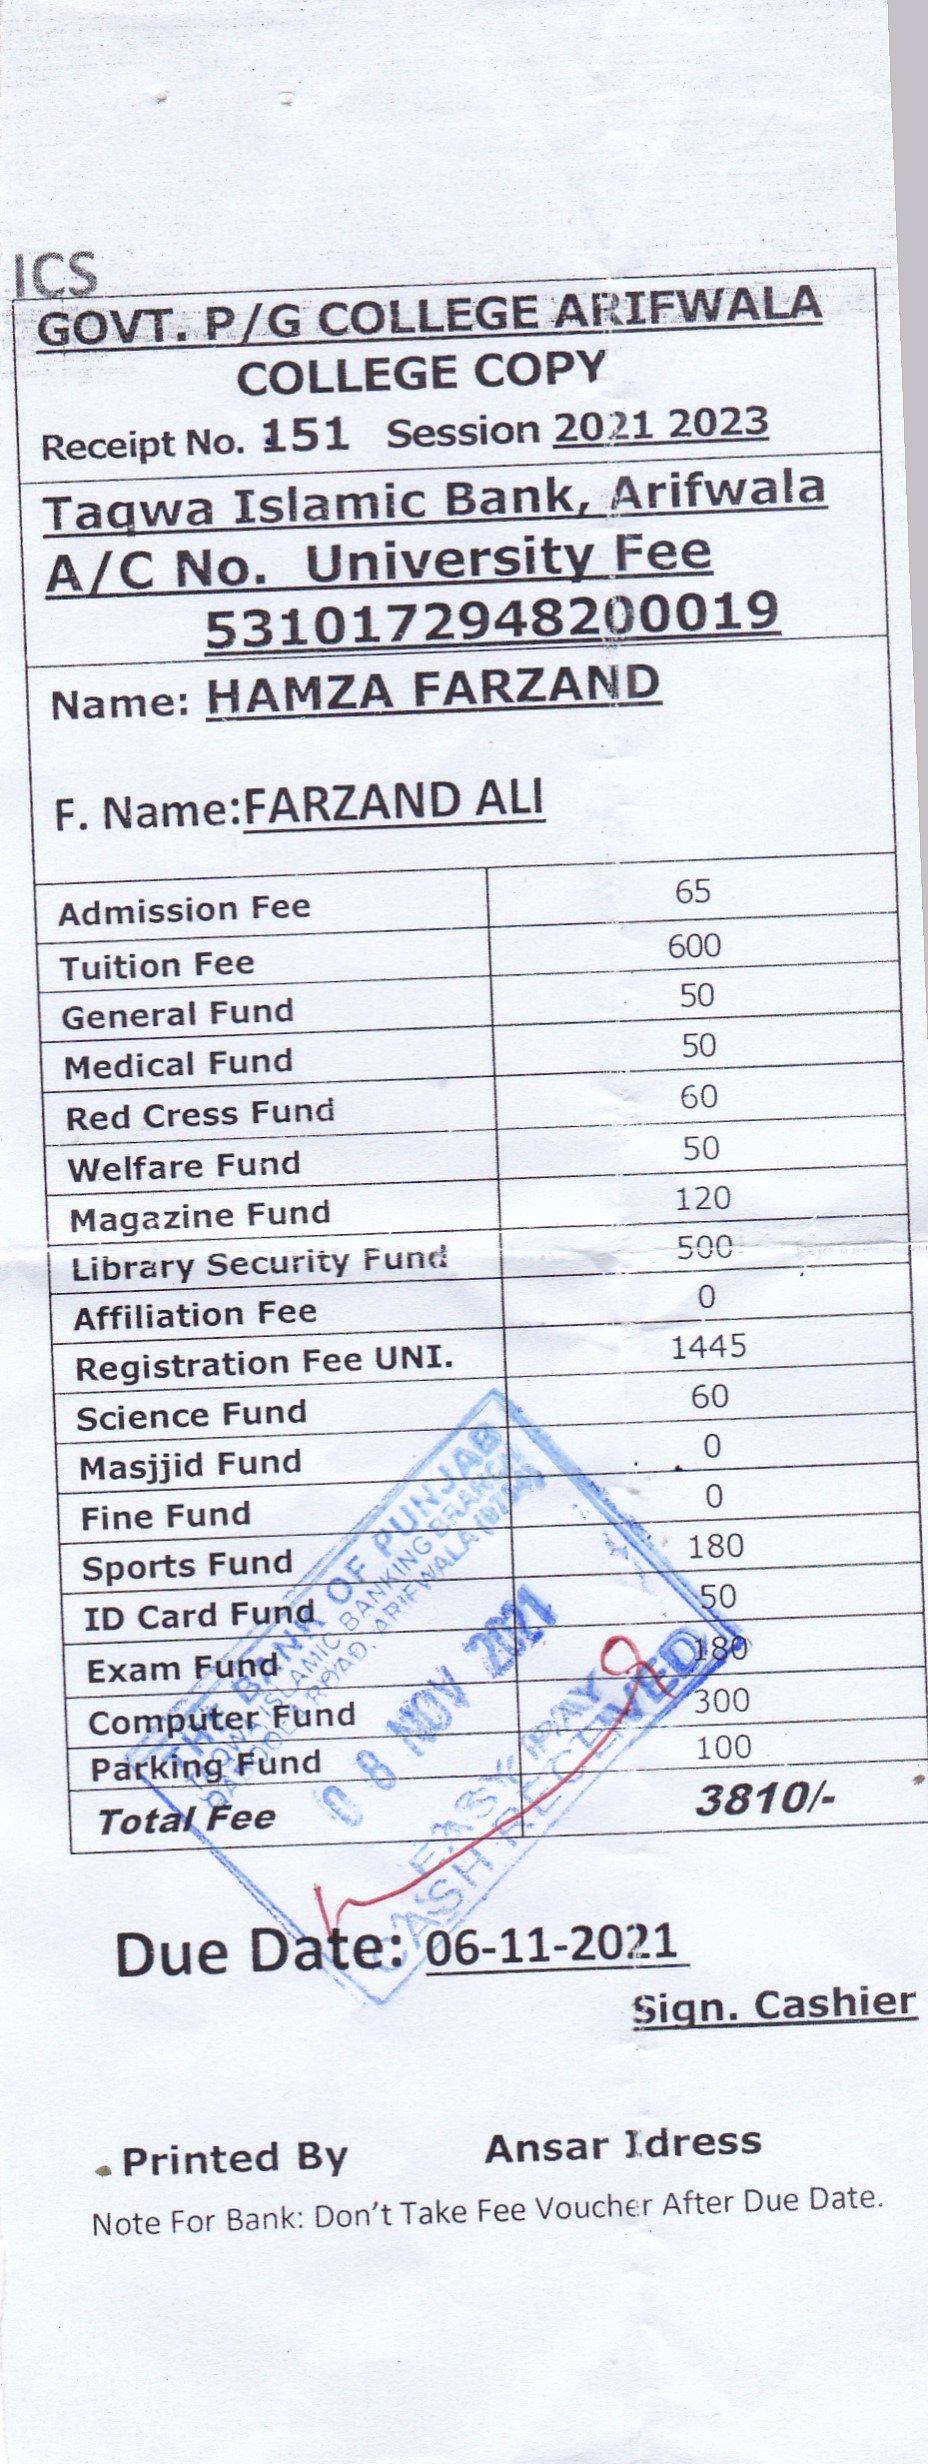 ICS
GOVT. P/G COLLEGE ARIFWALA
COLLEGE COPY
Receipt No. 151 Session 2021 2023
Taqwa Islamic Bank, Arifwala
A/C No. University Fee
5310172948200019
Name: HAMZA FARZAND
F. Name:FARZAND ALI
Admission Fee 65
Tuition Fee 600
General Fund 50
Medical Fund 50
Red Cress Fund 60
Welfare Fund 50
Magazine Fund 120
Library Security Fund 500
Affiliation Fee 0
Registration Fee UNI. 1445
Science Fund 60
Masjjid Fund 0
Fine Fund 0
Sports Fund 180
ID Card Fund 50
Exam Fund 180
Computer Fund 300
Parking Fund 100
Total Fee 3810/-
THE BANK OF PUNJAB
TAQWA ISLAMIC BANKING
ARIFWALA
08 NOV 2021
EASY PAY
CASH RECEIVED
Due Date: 06-11-2021
Sign. Cashier
Printed By Ansar Idress
Note For Bank: Don't Take Fee Voucher After Due Date.